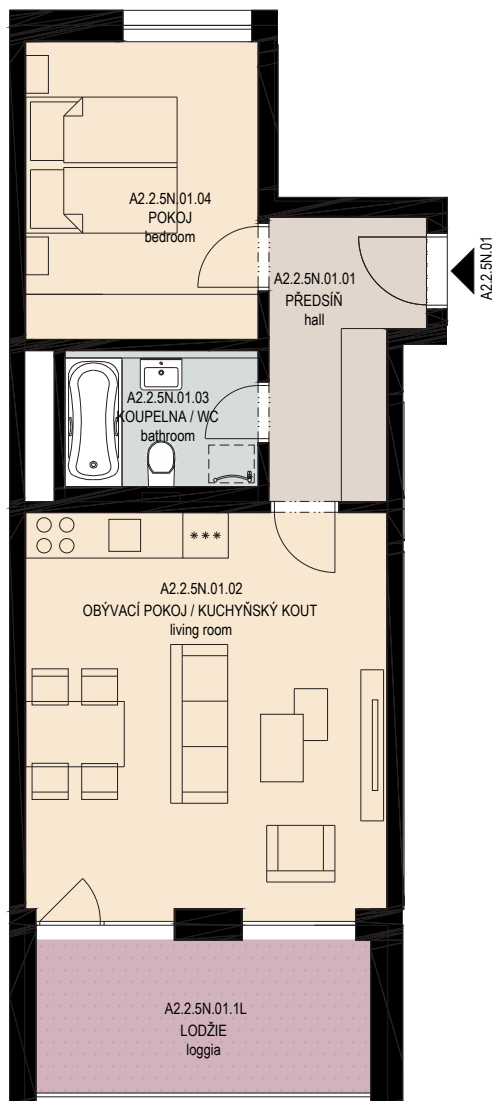 A2.2.5N.01.04
POKOJ
bedroom
A2.2.5N.01
A2.2.5N.01.01
PŘEDSÍŇ
hall
A2.2.5N.01.03
KOUPELNA / WC
bathroom
***
A2.2.5N.01.02
OBÝVACÍ POKOJ / KUCHYŇSKÝ KOUT
living room
A2.2.5N.01.1L
LODŽIE
loggia